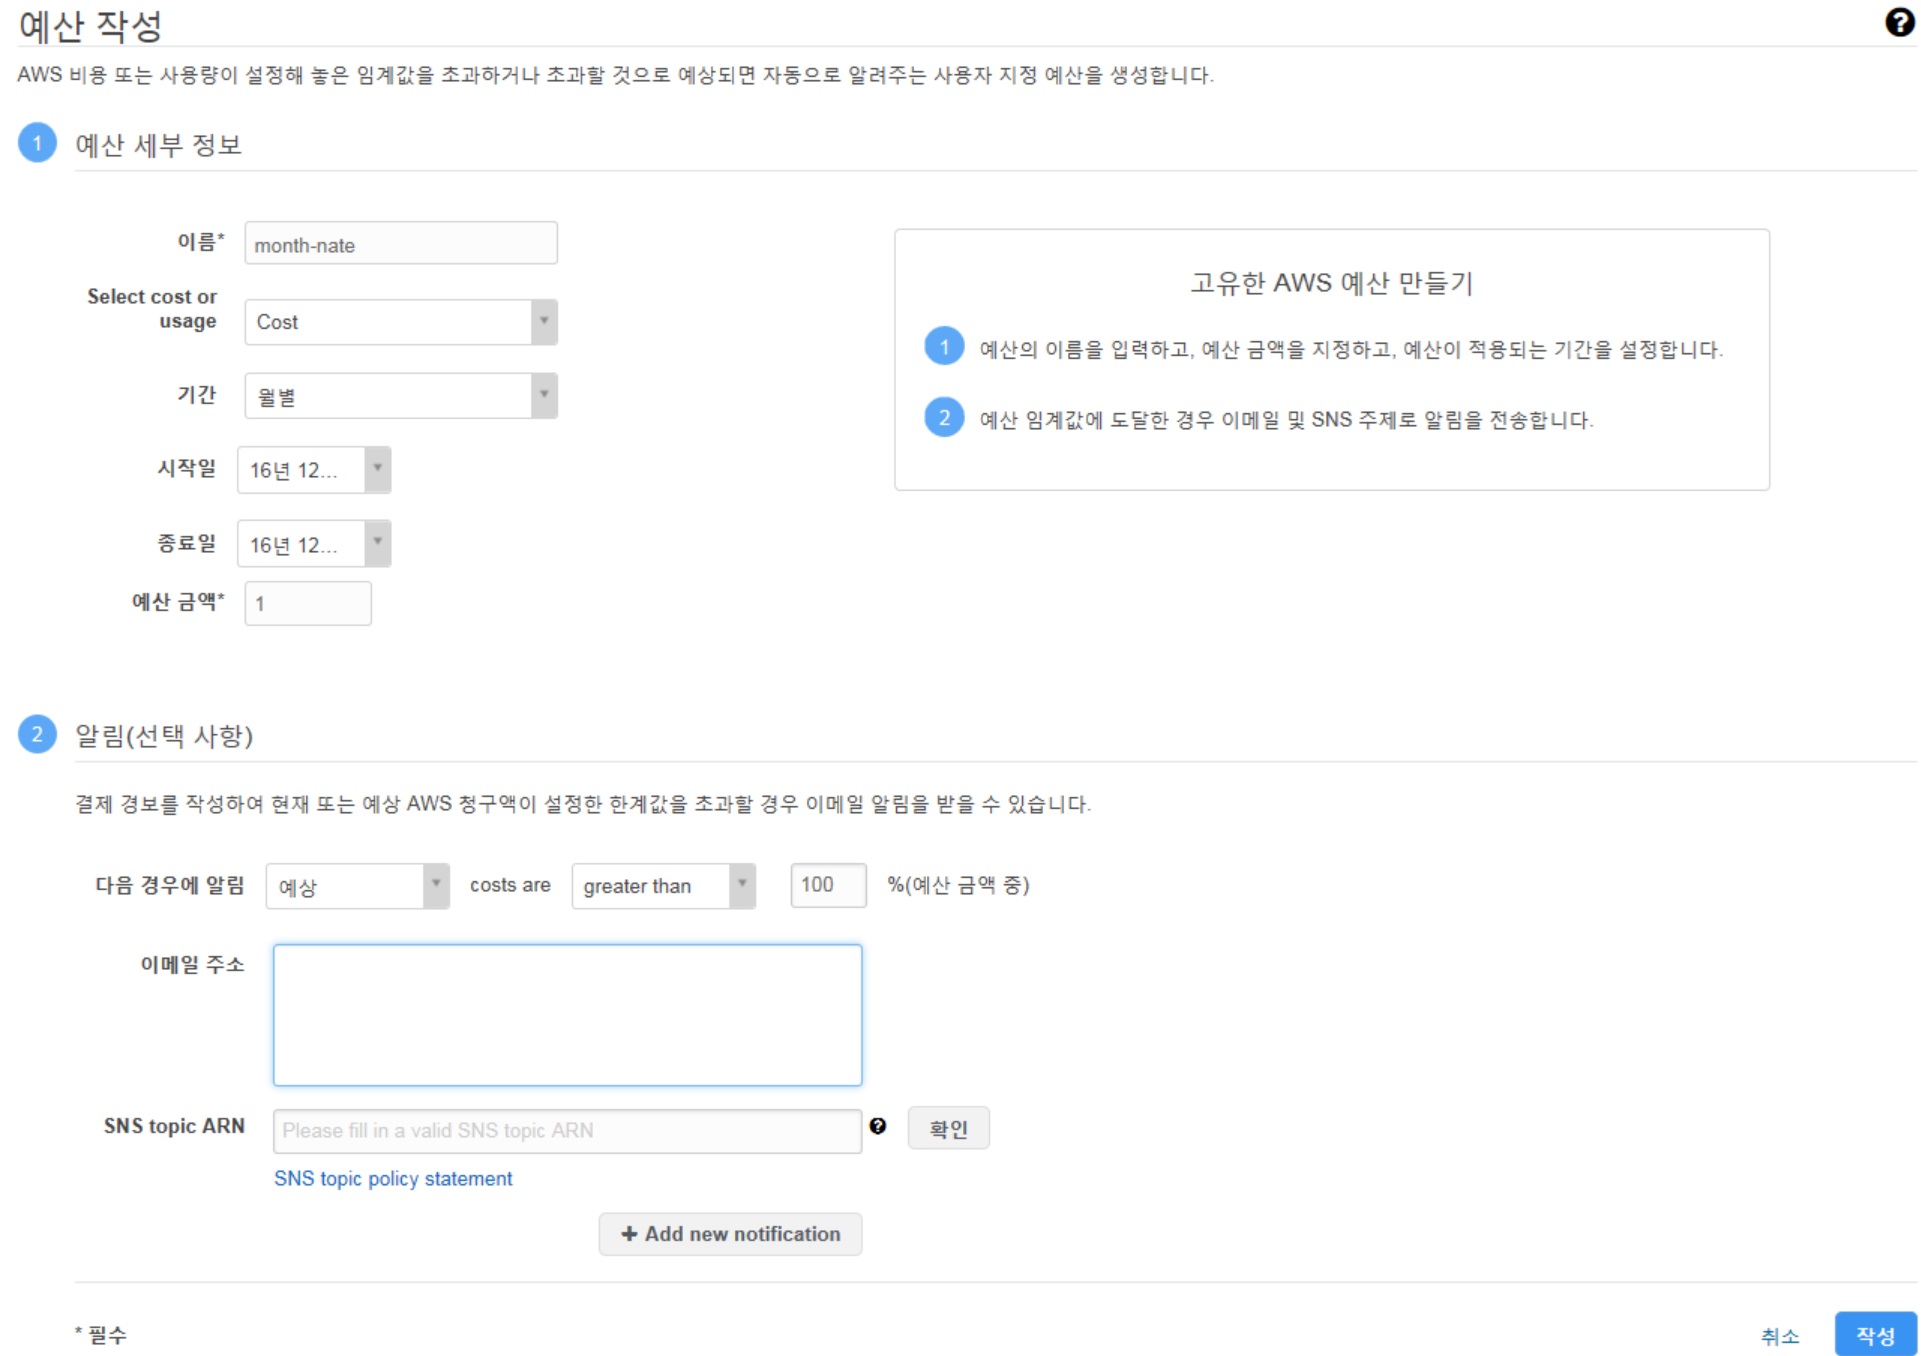 예산 작성
AWS 비용 또는 사용량이 설정해 놓은 임계값을 초과하거나 초과할 것으로 예상되면 자동으로 알려주는 사용자 지정 예산을 생성합니다.
1 예산 세부 정보
이름* month-nate
Select cost or
usage Cost
기간 월별
시작일 16년 12...
종료일 16년 12...
예산 금액* 1
고유한 AWS 예산 만들기
1 예산의 이름을 입력하고, 예산 금액을 지정하고, 예산이 적용되는 기간을 설정합니다.
2 예산 임계값에 도달한 경우 이메일 및 SNS 주제로 알림을 전송합니다.
2 알림(선택 사항)
결제 경보를 작성하여 현재 또는 예상 AWS 청구액이 설정한 한계값을 초과할 경우 이메일 알림을 받을 수 있습니다.
다음 경우에 알림 예상 costs are greater than 100 %(예산 금액 중)
이메일 주소
SNS topic ARN Please fill in a valid SNS topic ARN ? 확인
SNS topic policy statement
+ Add new notification
* 필수 취소 작성